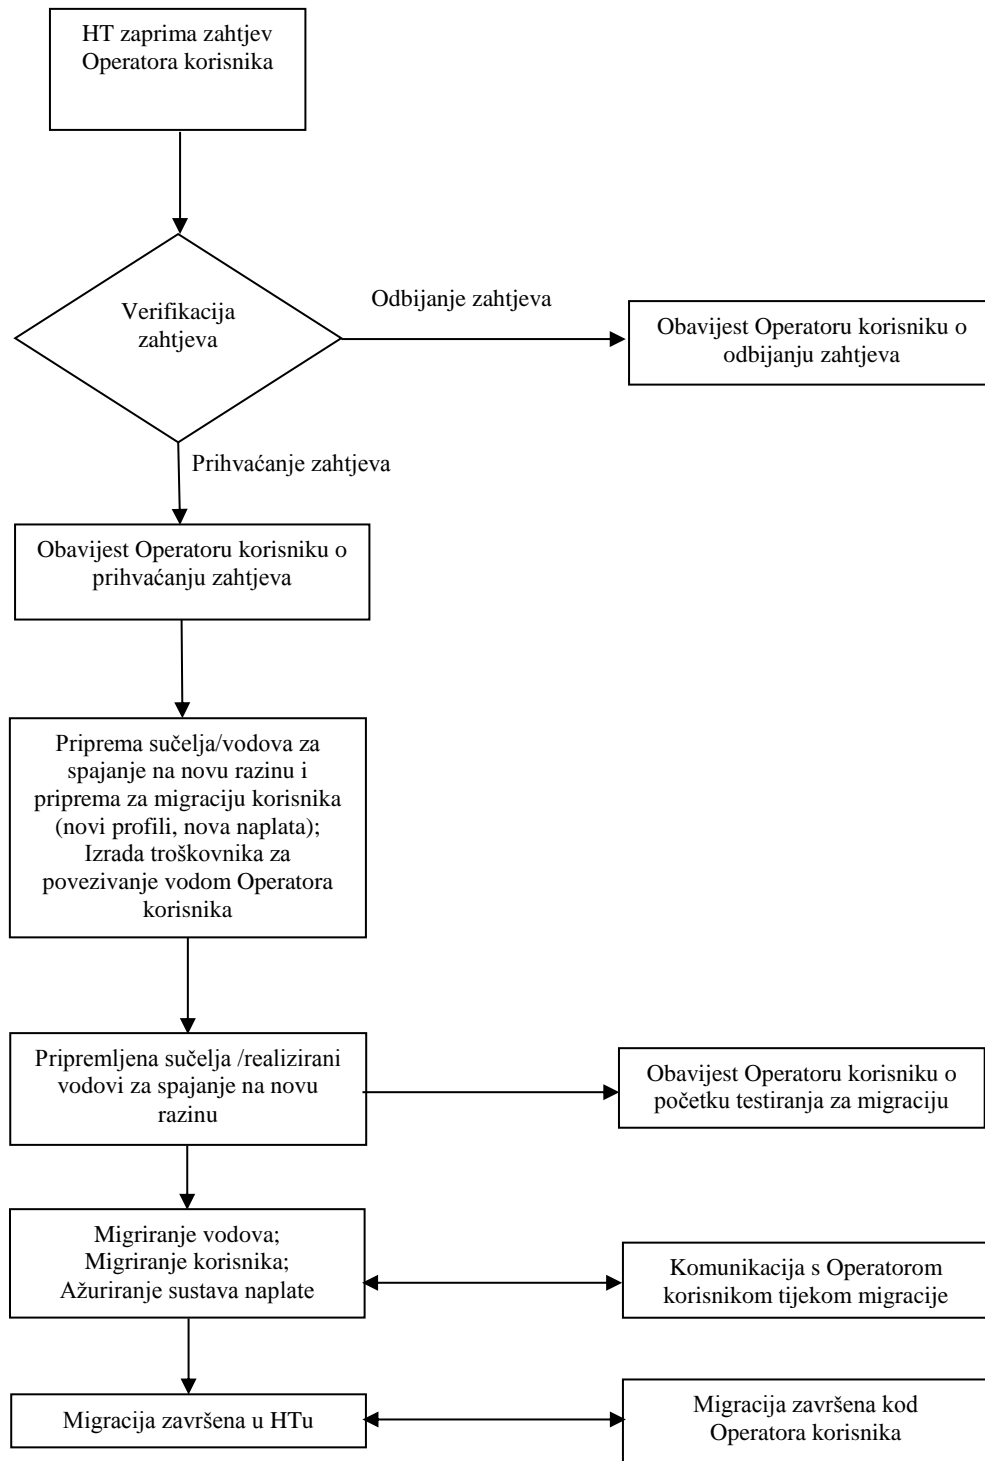 HT zaprima zahtjev
Operatora korisnika
Verifikacija
zahtjeva
Odbijanje zahtjeva
Obavijest Operatoru korisniku o
odbijanju zahtjeva
Prihvaćanje zahtjeva
Obavijest Operatoru korisniku o
prihvaćanju zahtjeva
Priprema sučelja/vodova za
spajanje na novu razinu i
priprema za migraciju korisnika
(novi profili, nova naplata);
Izrada troškovnika za
povezivanje vodom Operatora
korisnika
Pripremljena sučelja /realizirani
vodovi za spajanje na novu
razinu
Obavijest Operatoru korisniku o
početku testiranja za migraciju
Migriranje vodova;
Migriranje korisnika;
Ažuriranje sustava naplate
Komunikacija s Operatorom
korisnikom tijekom migracije
Migracija završena u HTu
Migracija završena kod
Operatora korisnika